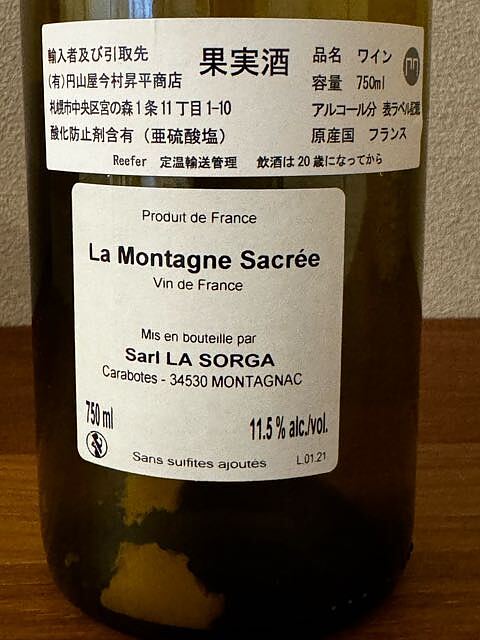 輸入者及び引取先
果実酒
品名 ワイン
(有)円山屋今村昇平商店
容量 750ml
札幌市中央区宮の森1条11丁目1-10
アルコール分 表ラベル記載
酸化防止剤含有(亜硫酸塩)
原産国 フランス
Reefer 定温輸送管理 飲酒は20歳になってから
Produit de France
La Montagne Sacrée
Vin de France
Mis en bouteille par
Sarl LA SORGA
Carabotes - 34530 MONTAGNAC
750 ml
11.5 % alc./vol.
Sans sulfites ajoutés
L.01.21